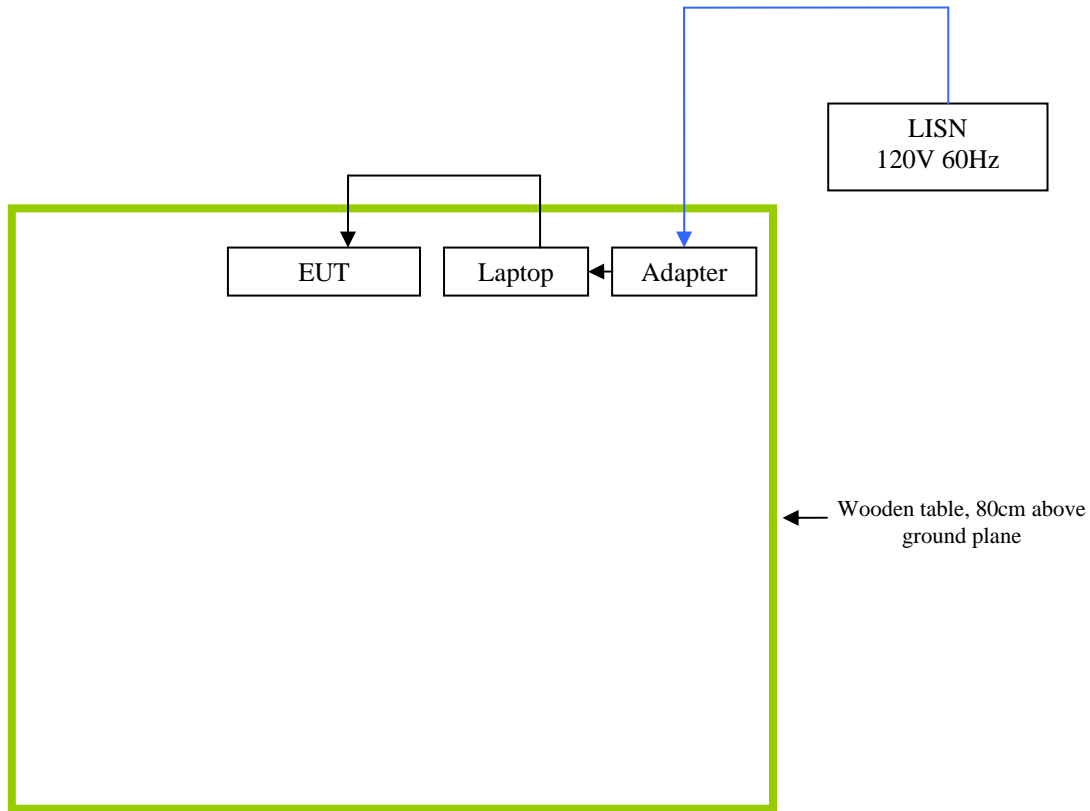 LISN
120V 60Hz
EUT
Laptop
Adapter
Wooden table, 80cm above
ground plane